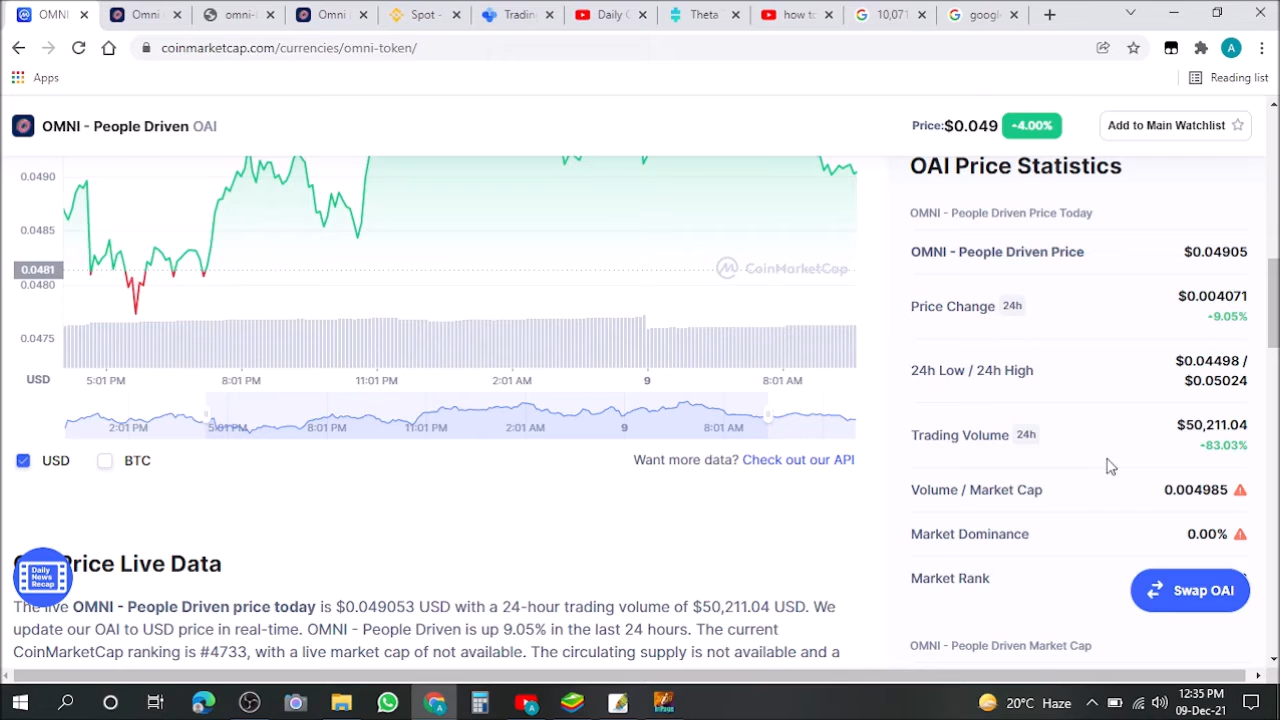 OMNI
Omni
omni-
Omni
Spot -
Tradin
Daily C
Theta
how to
10,071
google
coinmarketcap.com/currencies/omni-token/
A
Apps
Reading list
OMNI - People Driven OAI
Price:$0.049
-4.00%
Add to Main Watchlist
OAI Price Statistics
0.0490
0.0485
0.0481
0.0480
0.0475
CoinMarketCap
USD
5:01 PM
8:01 PM
11:01 PM
2:01 AM
9
8:01 AM
2:01 PM
5:01 PM
8:01 PM
11:01 PM
2:01 AM
9
8:01 AM
USD
BTC
Want more data? Check out our API
OMNI - People Driven Price Today
OMNI - People Driven Price
$0.04905
Price Change 24h
$0.004071
-9.05%
24h Low / 24h High
$0.04498 /
$0.05024
Trading Volume 24h
$50,211.04
-83.03%
Volume / Market Cap
0.004985
Market Dominance
0.00%
Market Rank
Swap OAI
OMNI - People Driven Market Cap
Daily
News
Recap
Price Live Data
The live OMNI - People Driven price today is $0.049053 USD with a 24-hour trading volume of $50,211.04 USD. We
update our OAI to USD price in real-time. OMNI - People Driven is up 9.05% in the last 24 hours. The current
CoinMarketCap ranking is #4733, with a live market cap of not available. The circulating supply is not available and a
20°C Haze
12:35 PM
09-Dec-21